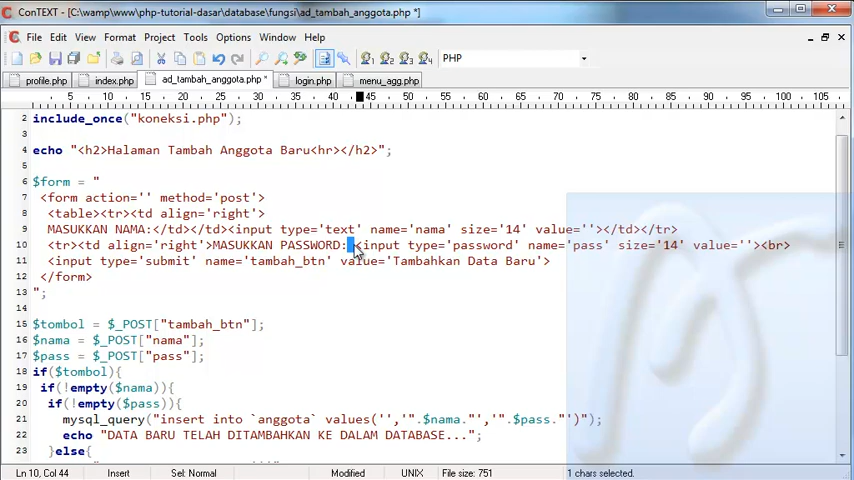 ConTEXT - [C:\wamp\www\php-tutorial-dasar\database\fungsi\ad_tambah_anggota.php *]
File Edit View Format Project Tools Options Window Help
1 2 3 4 PHP
profile.php index.php ad_tambah_anggota.php * login.php menu_agg.php
5 10 15 20 25 30 35 45 50 55 60 65 70 75 80 85 90 95 100 105
2 include_once("koneksi.php");
3
4 echo "<h2>Halaman Tambah Anggota Baru<hr></h2>";
5
6 $form = "
7 <form action='' method='post'>
8 <table><tr><td align='right'>
9 MASUKKAN NAMA:</td></td><input type='text' name='nama' size='14' value=''></td></tr>
10 <tr><td align='right'>MASUKKAN PASSWORD: <input type='password' name='pass' size='14' value=''><br>
11 <input type='submit' name='tambah_btn' value='Tambahkan Data Baru'>
12 </form>
13 ";
14
15 $tombol = $_POST["tambah_btn"];
16 $nama = $_POST["nama"];
17 $pass = $_POST["pass"];
18 if($tombol){
19 if(!empty($nama)){
20 if(!empty($pass)){
21 mysql_query("insert into `anggota` values('','".$nama."','".$pass."')");
22 echo "DATA BARU TELAH DITAMBAHKAN KE DALAM DATABASE...";
23 }else{
Ln 10, Col 44 Insert Sel: Normal Modified UNIX File size: 751 1 chars selected.